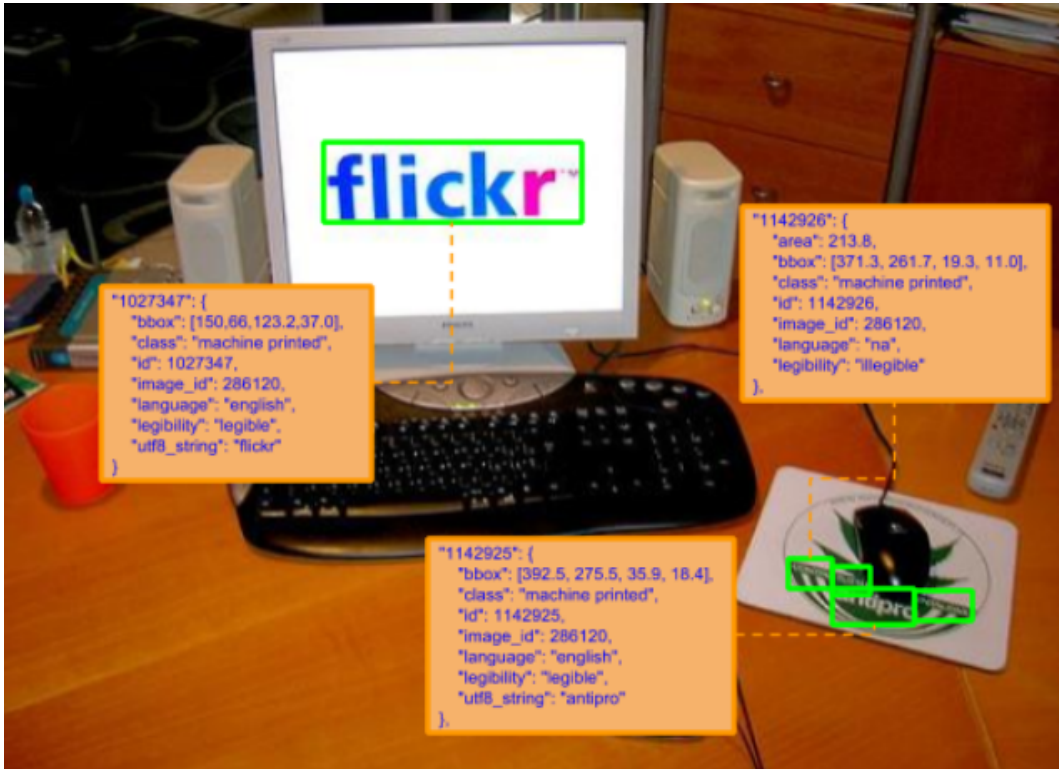 flickr
"1142926": {
"area": 213.8,
"bbox": [371.3, 261.7, 19.3, 11.0],
"class": "machine printed",
"id": 1142926,
"image_id": 286120,
"language": "na",
"legibility": "illegible"
},
"1027347": {
"bbox": [150,66,123.2,37.0],
"class": "machine printed",
"id": 1027347,
"image_id": 286120,
"language": "english",
"legibility": "legible",
"utf8_string": "flickr"
}
"1142925": {
"bbox": [392.5, 275.5, 35.9, 18.4],
"class": "machine printed",
"id": 1142925,
"image_id": 286120,
"language": "english",
"legibility": "legible",
"utf8_string": "antipro"
},